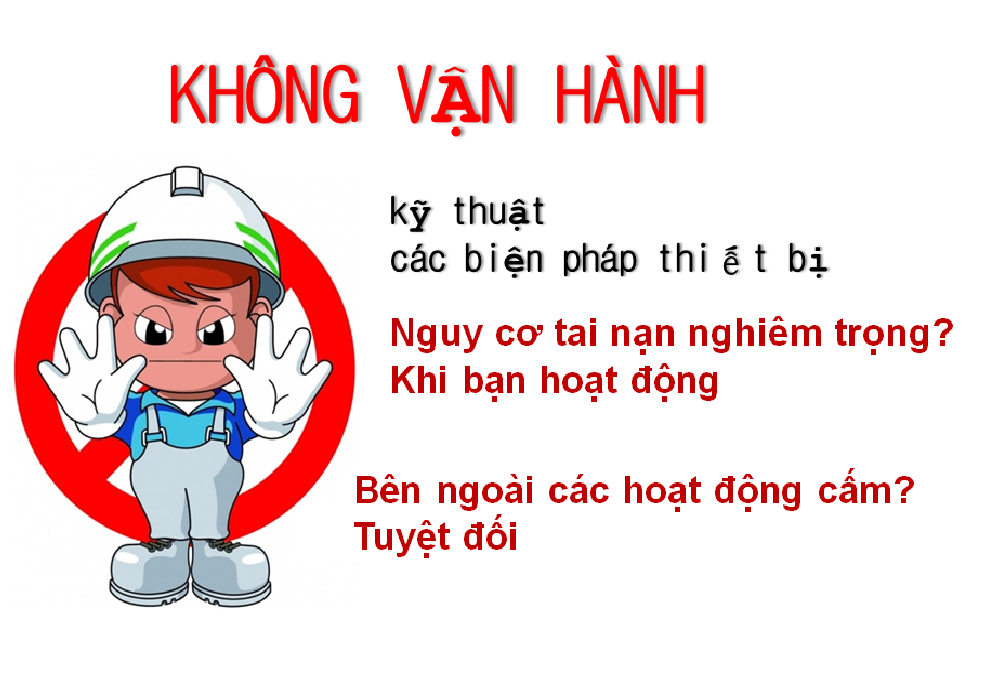 KHÔNG VẬN HÀNH
kỹ thuật
các biện pháp thiết bị
Nguy cơ tai nạn nghiêm trọng?
Khi bạn hoạt động
Bên ngoài các hoạt động cấm?
Tuyệt đối